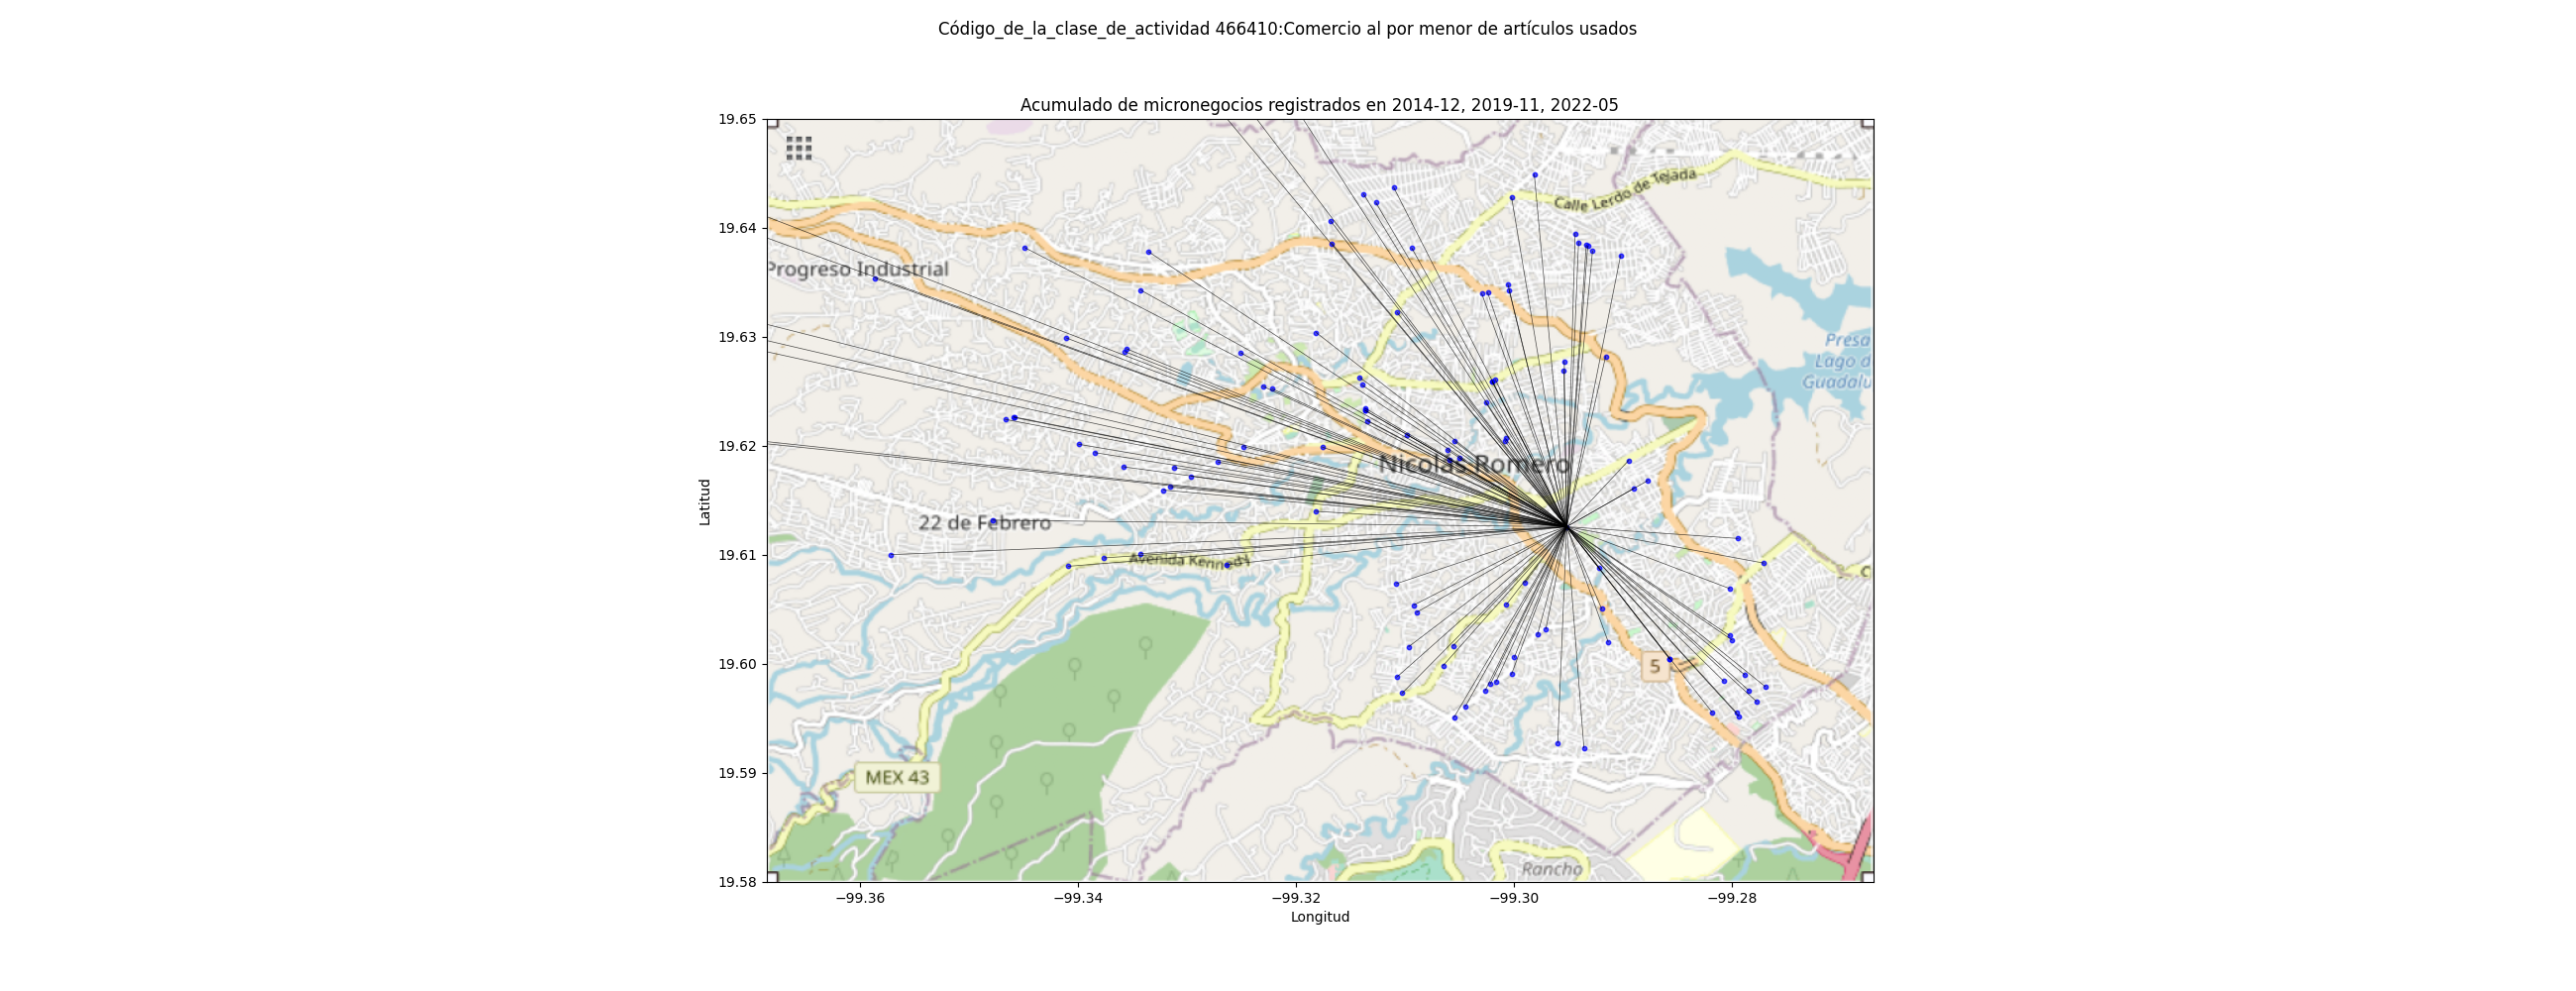 Código_de_la_clase_de_actividad 466410:Comercio al por menor de artículos usados
Acumulado de micronegocios registrados en 2014-12, 2019-11, 2022-05
19.65
Calle Lerdo de Tejada
19.64
Progreso Industrial
19.63
Presa
Lago d
Guadalu
19.62
Nicolás Romero
Latitud
22 de Febrero
19.61
Avenida Kennedy
C
19.60
5
19.59
MEX 43
Rancho
19.58
−99.36 −99.34 −99.32 −99.30 −99.28
Longitud